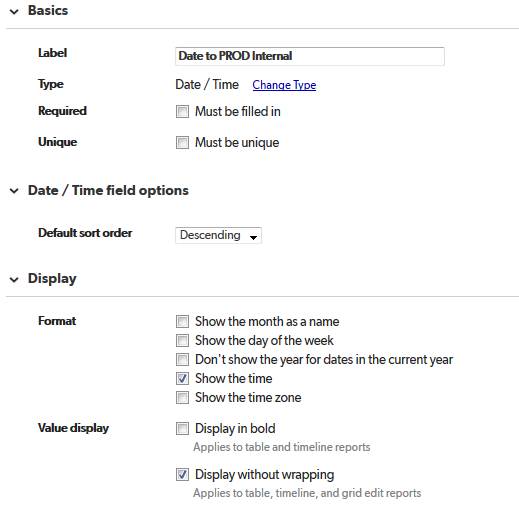 Basics
Label Date to PROD Internal
Type Date / Time Change Type
Required Must be filled in
Unique Must be unique
Date / Time field options
Default sort order Descending
Display
Format Show the month as a name
Show the day of the week
Don't show the year for dates in the current year
Show the time
Show the time zone
Value display Display in bold
Applies to table and timeline reports
Display without wrapping
Applies to table, timeline, and grid edit reports